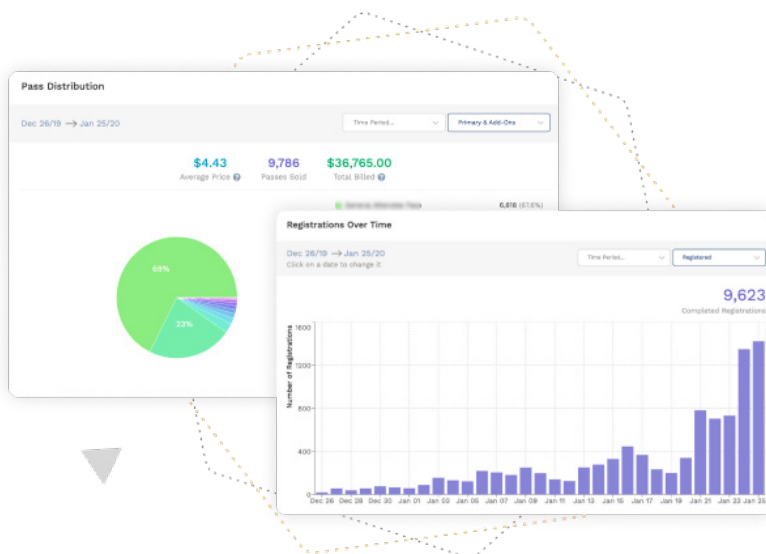 Pass Distribution
Dec 26/19 → Jan 25/20
Time Period...
Primary & Add-Ons
$4.43
9,786
$36,765.00
Average Price
Passes Sold
Total Billed
68%
23%
Registrations Over Time
Dec 26/19 → Jan 25/20
Click on a date to change it
Time Period...
Registered
9,623
Completed Registrations
Number of Registrations
1600
1200
800
400
0
Dec 26 Dec 28 Dec 30 Jan 01 Jan 03 Jan 05 Jan 07 Jan 09 Jan 11 Jan 13 Jan 15 Jan 17 Jan 19 Jan 21 Jan 23 Jan 25